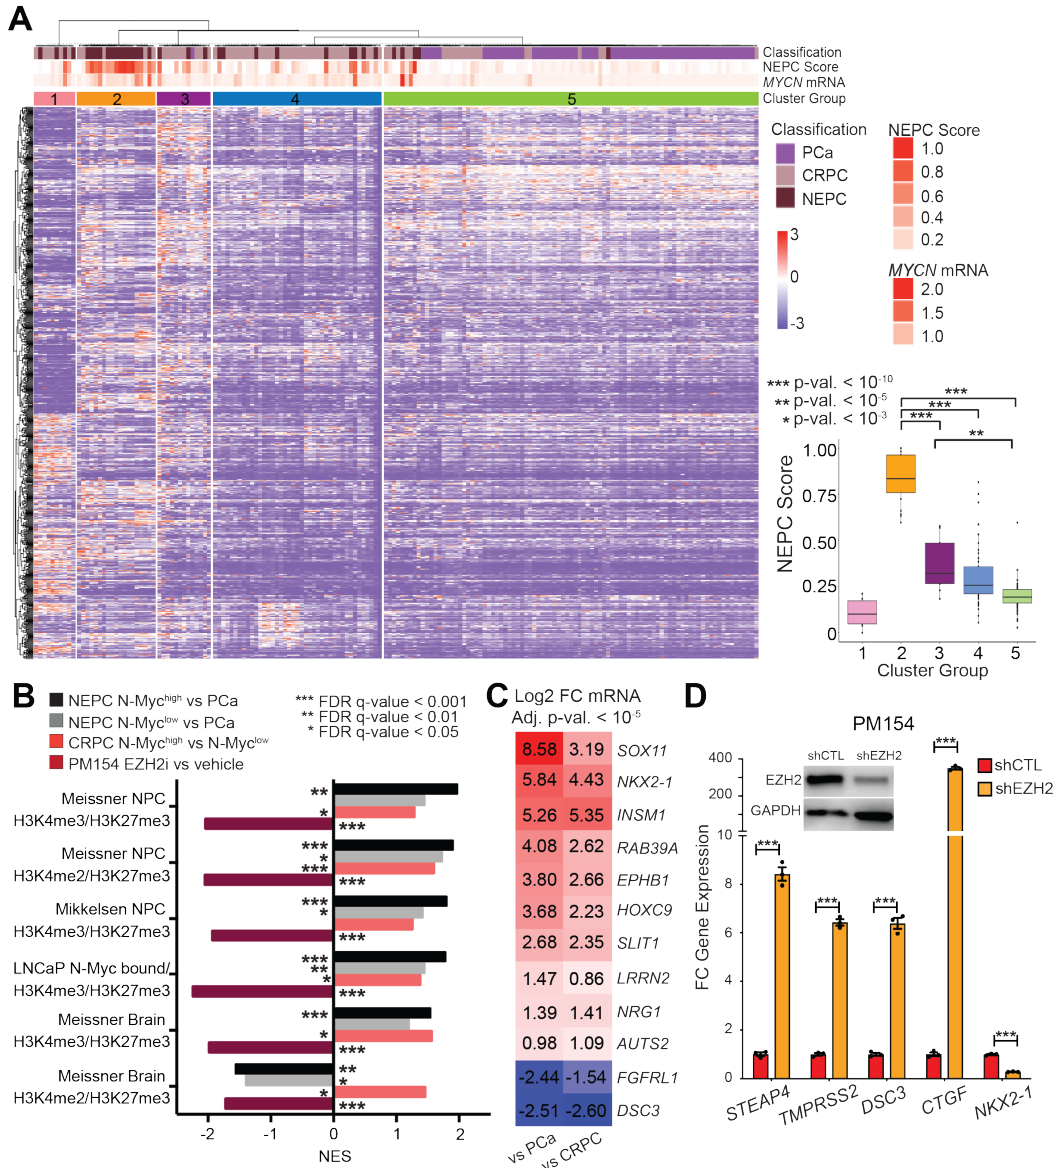 A
Classification
NEPC Score
MYCN mRNA
Cluster Group
1 2 3 4 5
Classification
PCa
CRPC
NEPC
3
0
-3
NEPC Score
1.0
0.8
0.6
0.4
0.2
MYCN mRNA
2.0
1.5
1.0
*** p-val. < 10-10
** p-val. < 10-5
* p-val. < 10-3
***
***
***
**
NEPC Score
1.00
0.75
0.50
0.25
0
1 2 3 4 5
Cluster Group
B
NEPC N-Mychigh vs PCa
NEPC N-Myclow vs PCa
CRPC N-Mychigh vs N-Myclow
PM154 EZH2i vs vehicle
*** FDR q-value < 0.001
** FDR q-value < 0.01
* FDR q-value < 0.05
Meissner NPC
H3K4me3/H3K27me3
** * ***
Meissner NPC
H3K4me2/H3K27me3
*** * *** ***
Mikkelsen NPC
H3K4me3/H3K27me3
*** * ***
LNCaP N-Myc bound/
H3K4me3/H3K27me3
*** ** * ***
Meissner Brain
H3K4me3/H3K27me3
*** * ***
Meissner Brain
H3K4me2/H3K27me3
** * * ***
-2 -1 0 1 2
NES
C
Log2 FC mRNA
Adj. p-val. < 10-5
8.58 3.19 SOX11
5.84 4.43 NKX2-1
5.26 5.35 INSM1
4.08 2.62 RAB39A
3.80 2.66 EPHB1
3.68 2.23 HOXC9
2.68 2.35 SLIT1
1.47 0.86 LRRN2
1.39 1.41 NRG1
0.98 1.09 AUTS2
-2.44 -1.54 FGFRL1
-2.51 -2.60 DSC3
vs PCa
vs CRPC
D
PM154
shCTL shEZH2
EZH2
GAPDH
shCTL
shEZH2
FC Gene Expression
400
300
200
10
8
6
4
2
0
***
***
***
***
***
STEAP4
TMPRSS2
DSC3
CTGF
NKX2-1